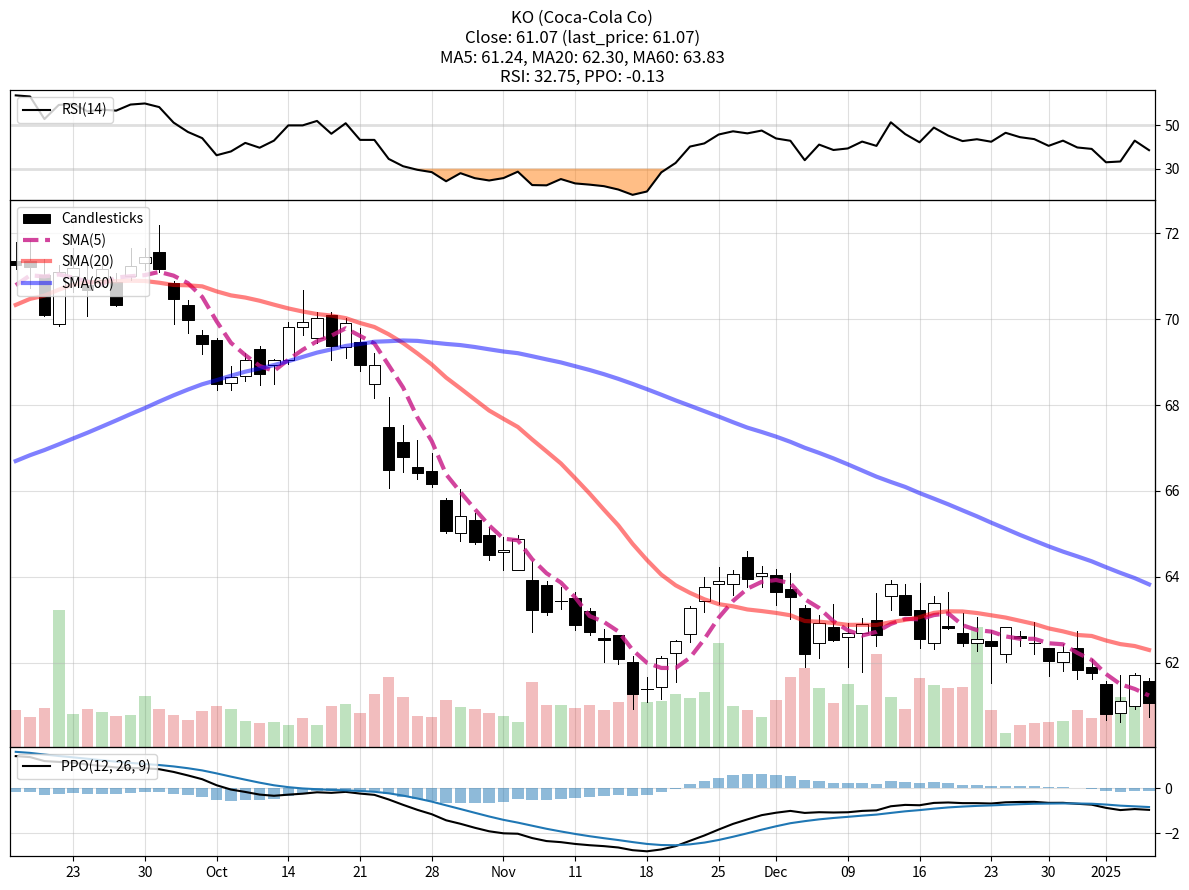 KO (Coca-Cola Co)
Close: 61.07 (last_price: 61.07)
MA5: 61.24, MA20: 62.30, MA60: 63.83
RSI: 32.75, PPO: -0.13
RSI(14)
50
30
Candlesticks
SMA(5)
SMA(20)
SMA(60)
72
70
68
66
64
62
PPO(12, 26, 9)
0
−2
23 30 Oct 14 21 28 Nov 11 18 25 Dec 09 16 23 30 2025